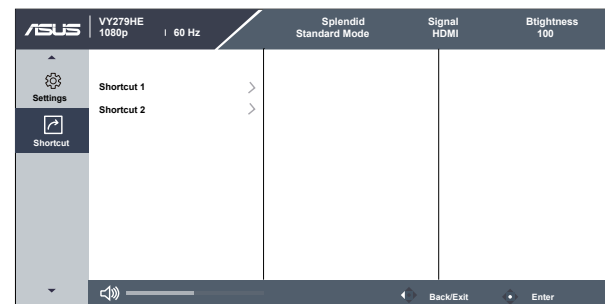 ASUS
VY279HE
1080p | 60 Hz
Splendid
Standard Mode
Signal
HDMI
Btightness
100
Settings
Shortcut
Shortcut 1
Shortcut 2
Back/Exit
Enter